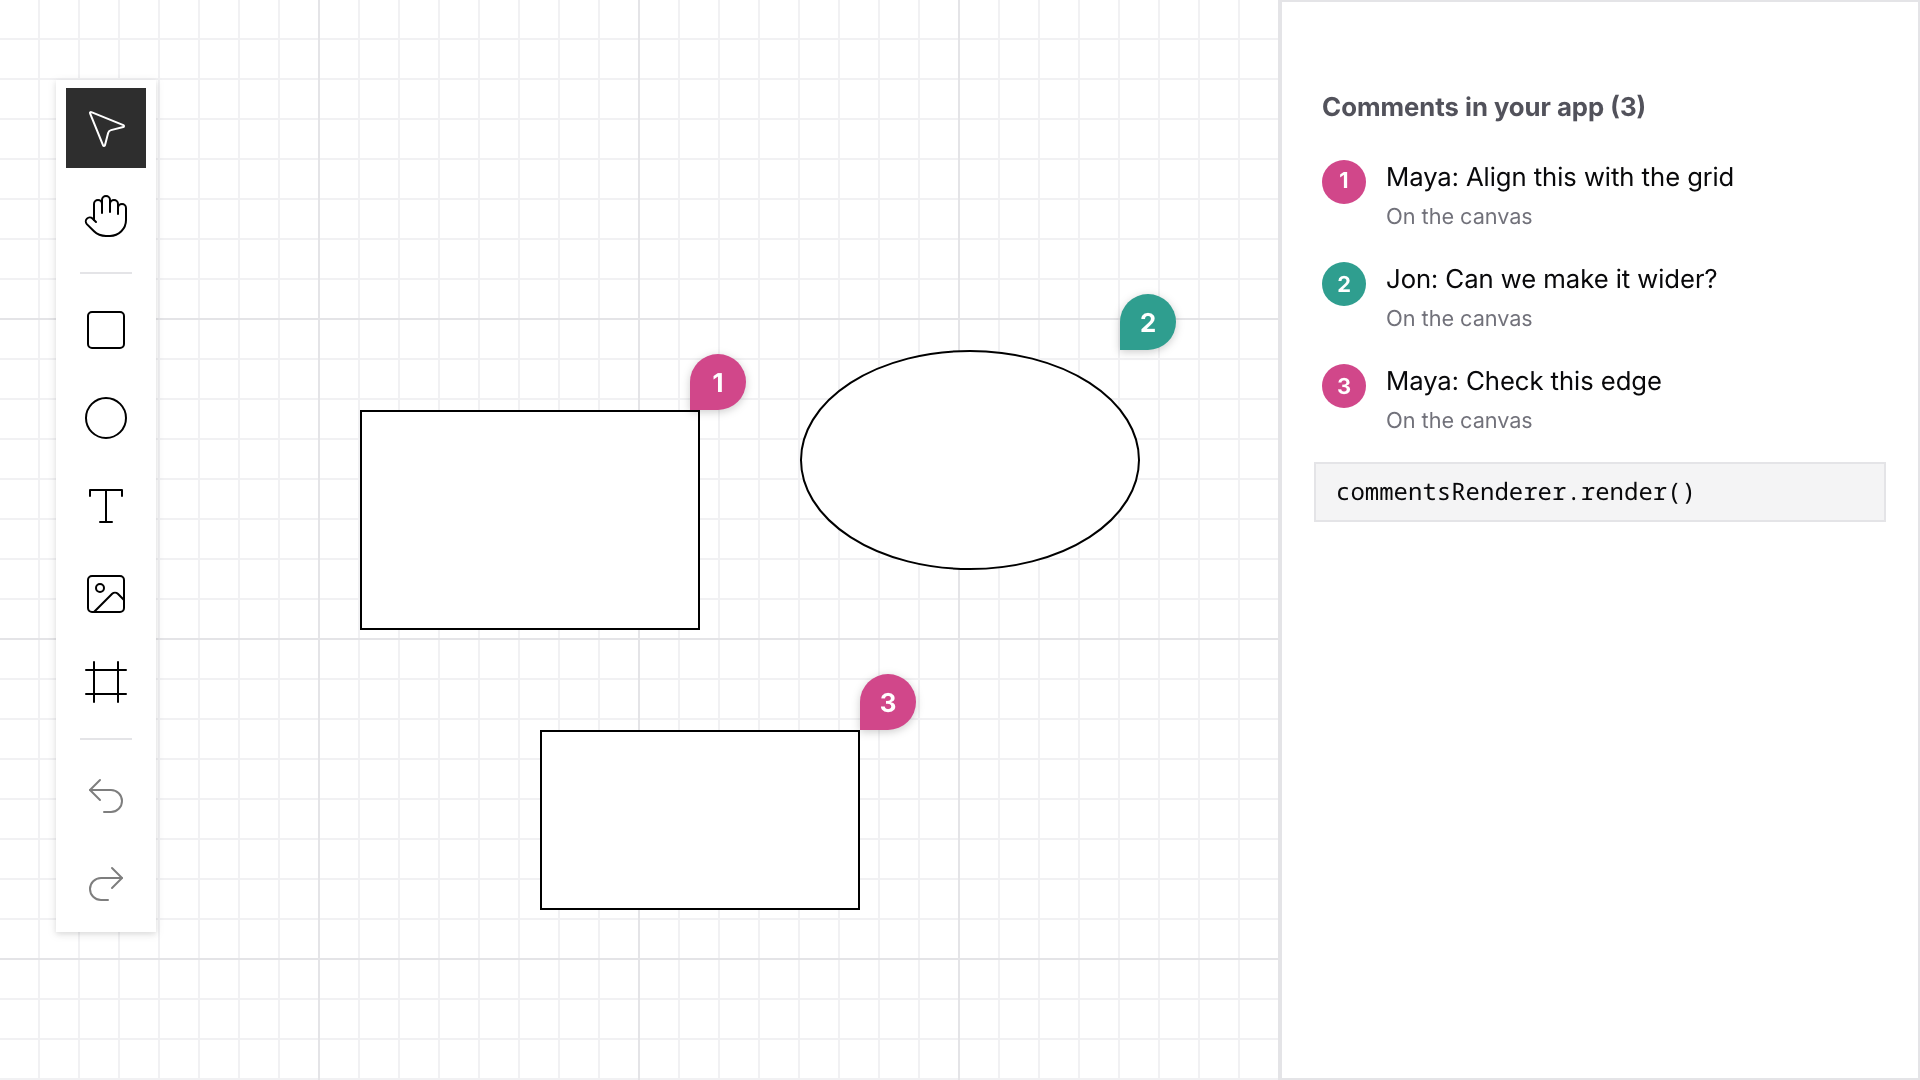 1
2
3
Comments in your app (3)
1
Maya: Align this with the grid
On the canvas
2
Jon: Can we make it wider?
On the canvas
3
Maya: Check this edge
On the canvas
commentsRenderer.render()